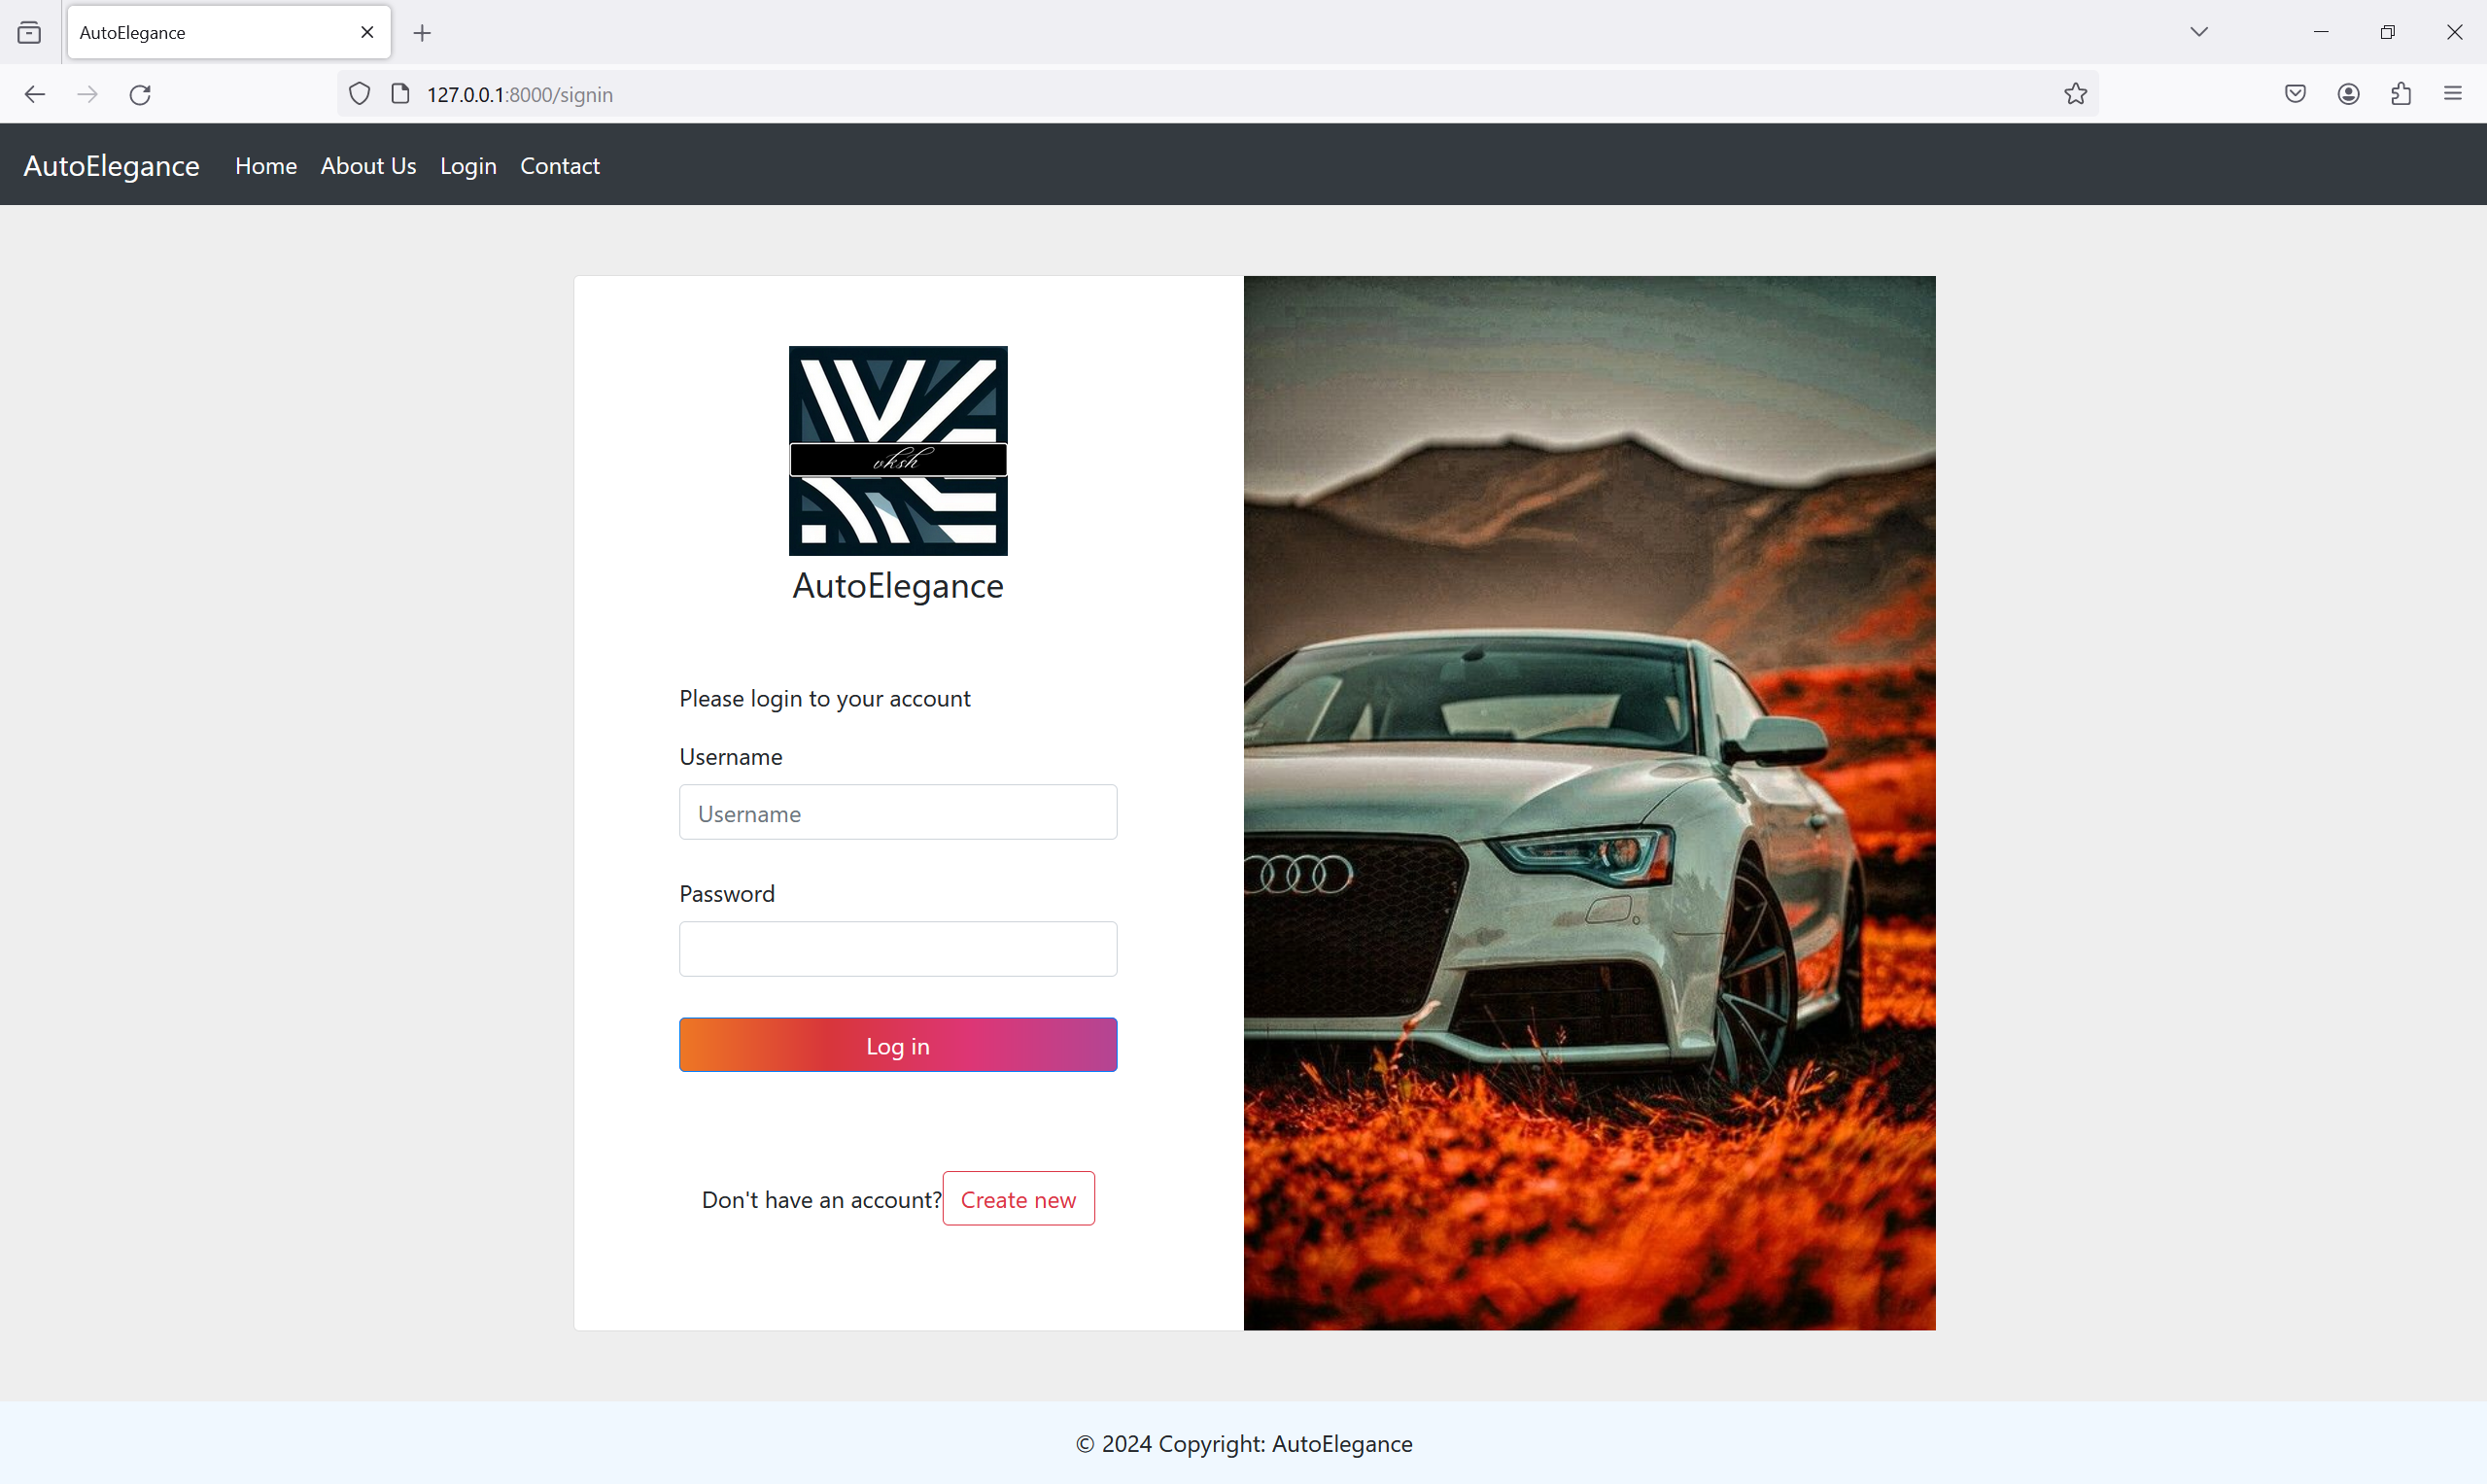 AutoElegance
127.0.0.1:8000/signin
AutoElegance Home About Us Login Contact
vksh
AutoElegance
Please login to your account
Username
Username
Password
Log in
Don't have an account? Create new
© 2024 Copyright: AutoElegance